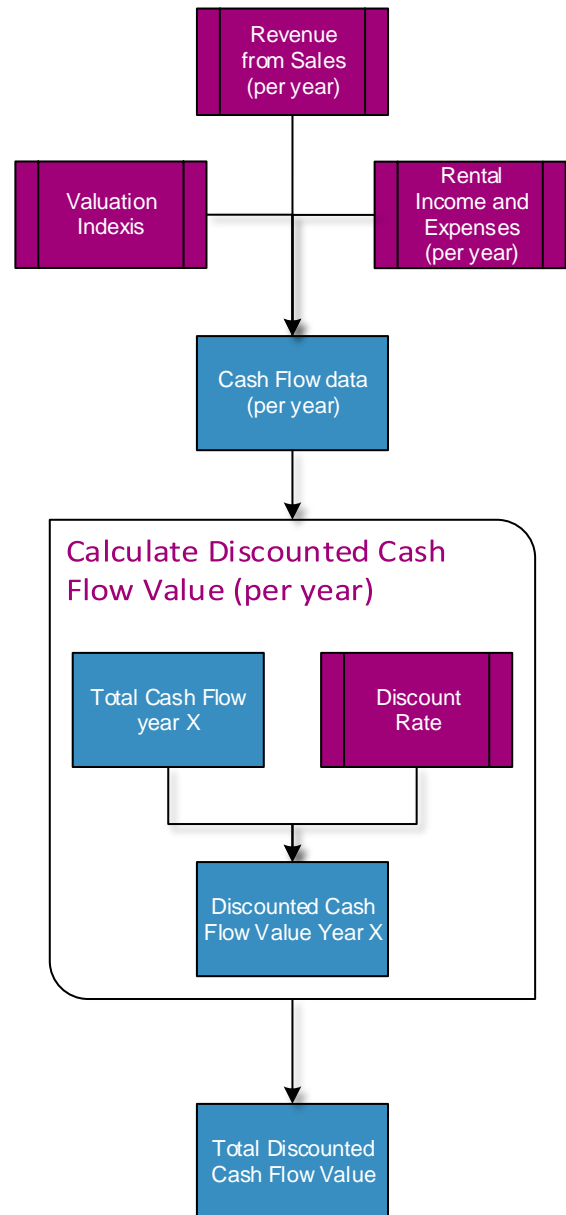 Revenue
from Sales
(per year)
Valuation
Indexis
Rental
Income and
Expenses
(per year)
Cash Flow data
(per year)
Calculate Discounted Cash
Flow Value (per year)
Total Cash Flow
year X
Discount
Rate
Discounted Cash
Flow Value Year X
Total Discounted
Cash Flow Value